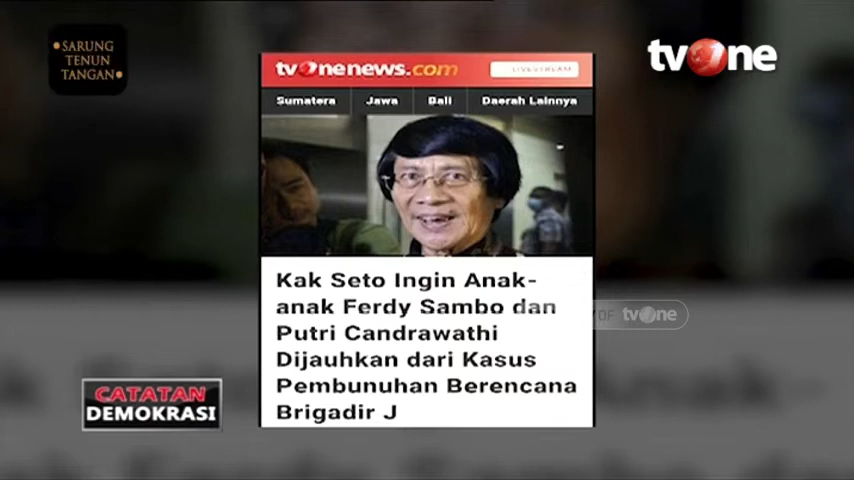 SARUNG
TENUN
TANGAN
tvOne
tvOnenews.com
LIVESTREAM
Sumatera
Jawa
Bali
Daerah Lainnya
Kak Seto Ingin Anak-
anak Ferdy Sambo dan
Putri Candrawathi
Dijauhkan dari Kasus
Pembunuhan Berencana
Brigadir J
OF tvOne
CATATAN
DEMOKRASI